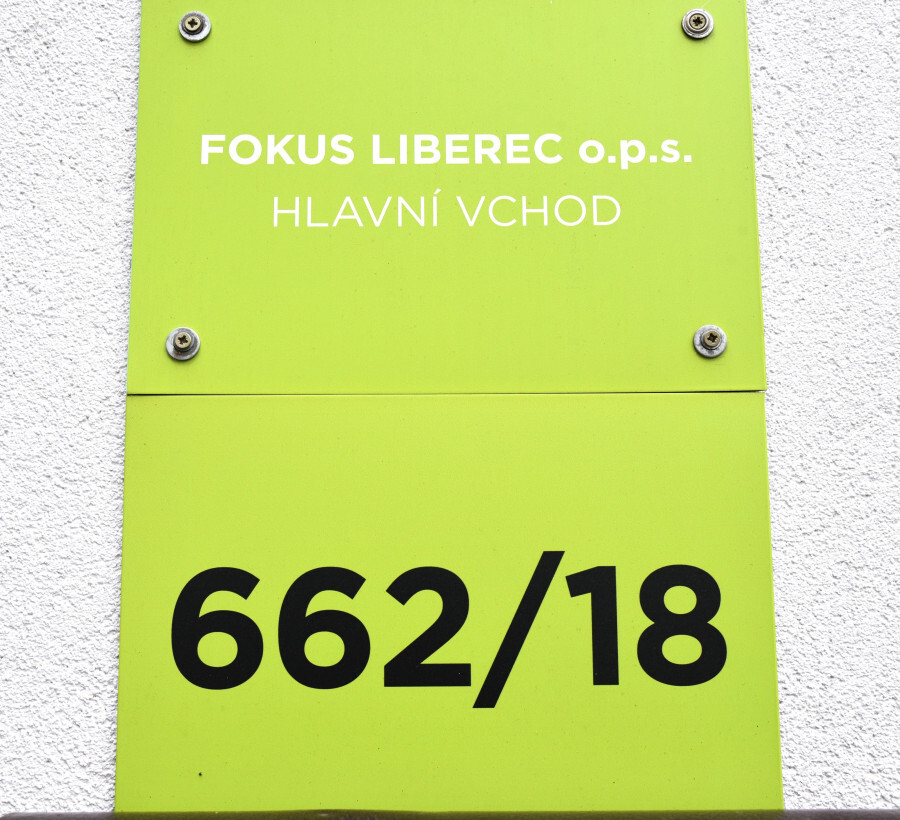 FOKUS LIBEREC o.p.s.
HLAVNÍ VCHOD
662/18